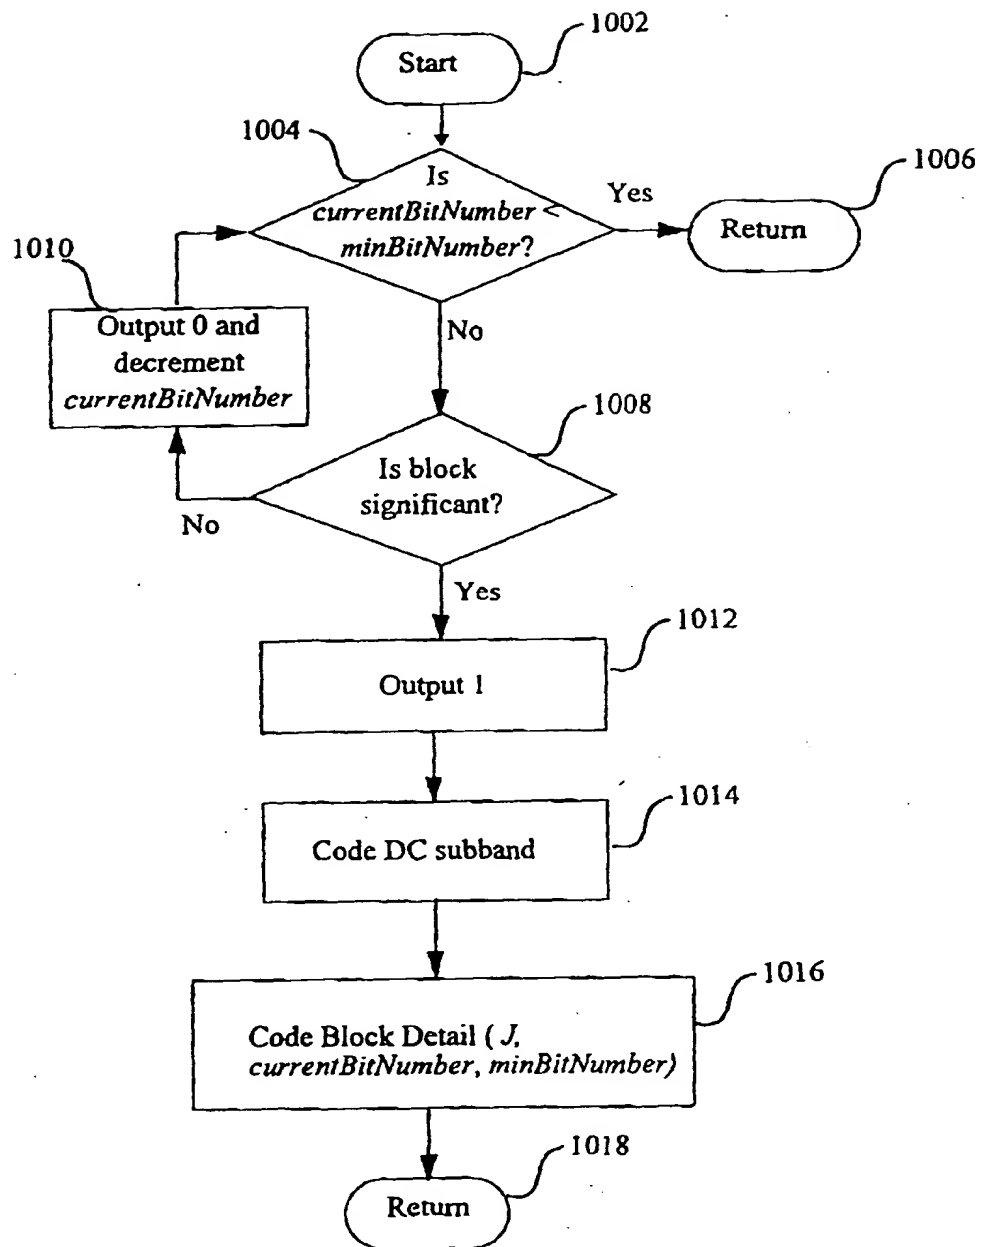 1002
Start
1004
Is
currentBitNumber <
minBitNumber?
Yes
1006
Return
1010
Output 0 and
decrement
currentBitNumber
No
1008
Is block
significant?
No
Yes
1012
Output 1
1014
Code DC subband
1016
Code Block Detail ( J,
currentBitNumber, minBitNumber)
1018
Return